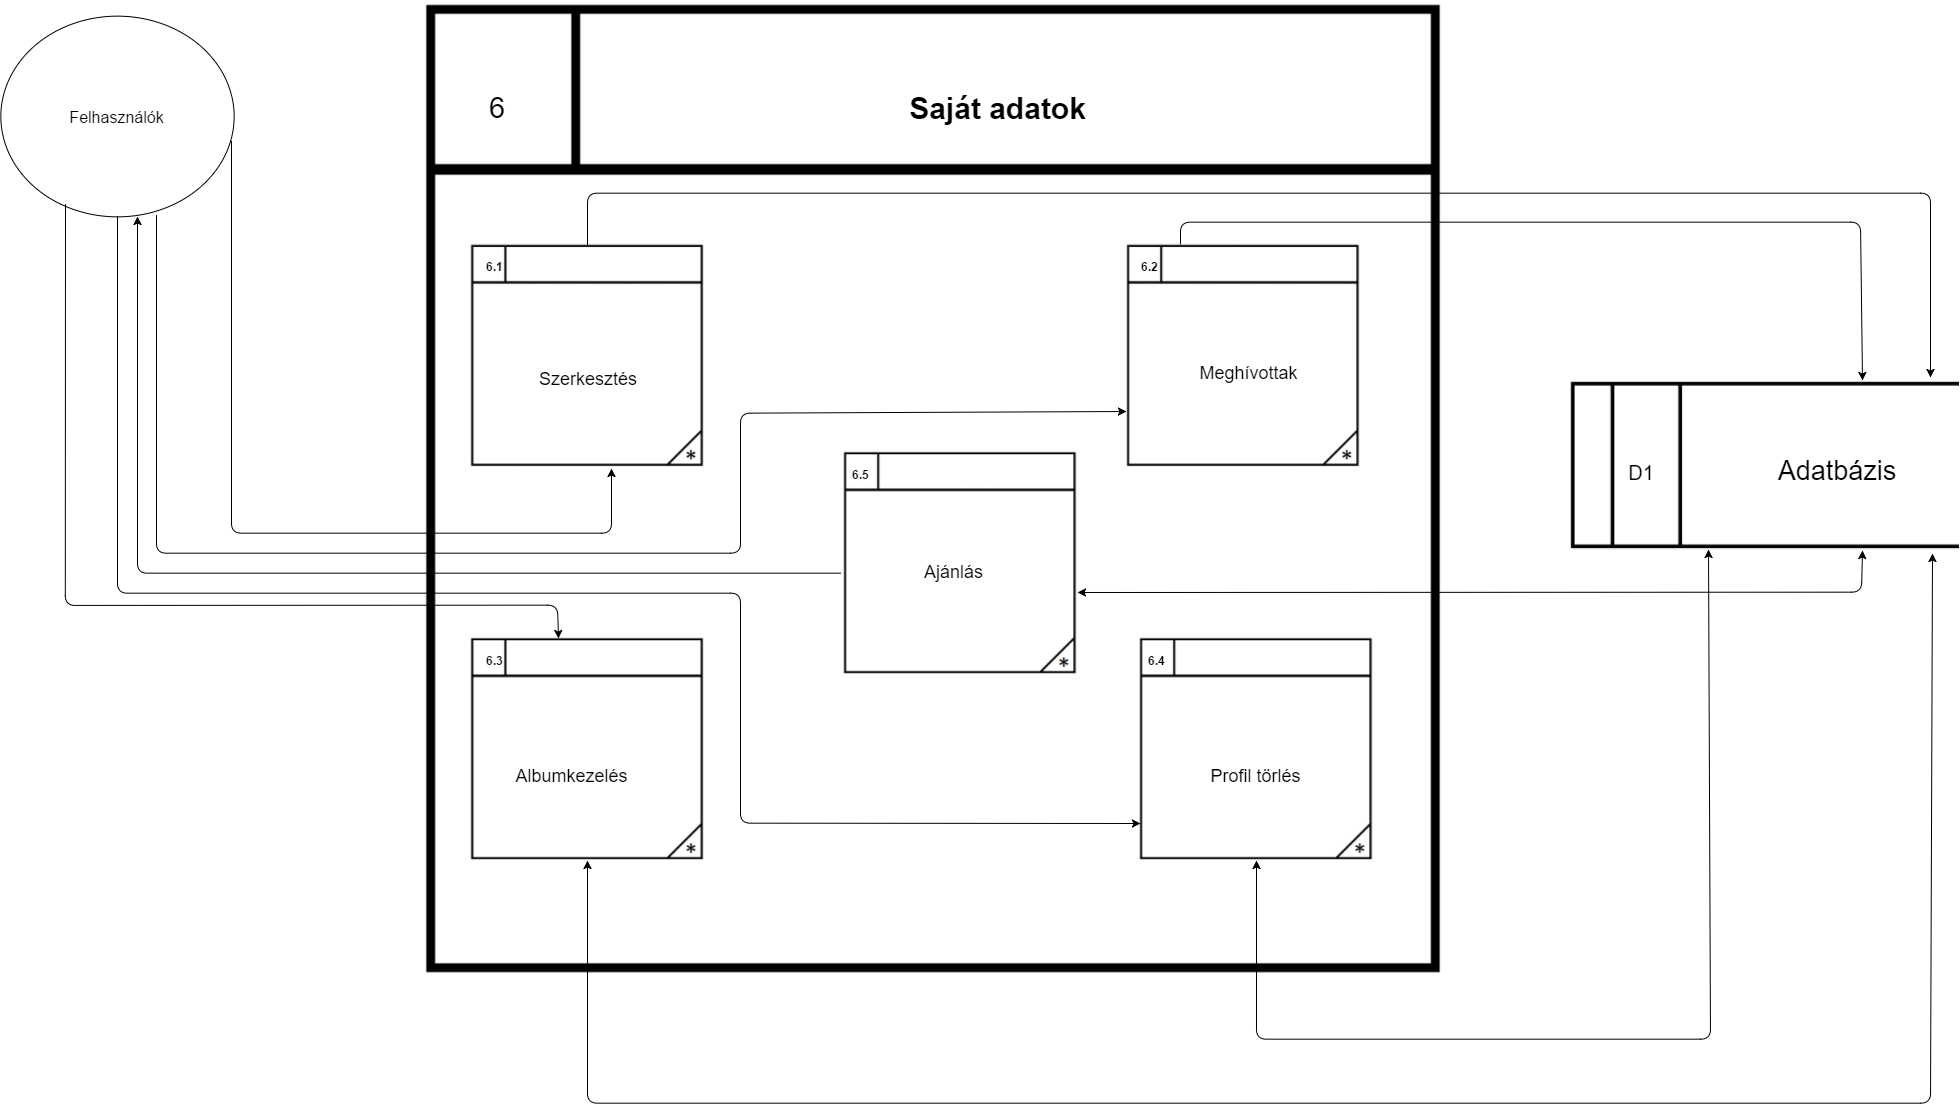 Felhasználók
6
Saját adatok
6.1
Szerkesztés
*
6.2
Meghívottak
*
6.5
Ajánlás
*
D1
Adatbázis
6.3
Albumkezelés
*
6.4
Profil törlés
*